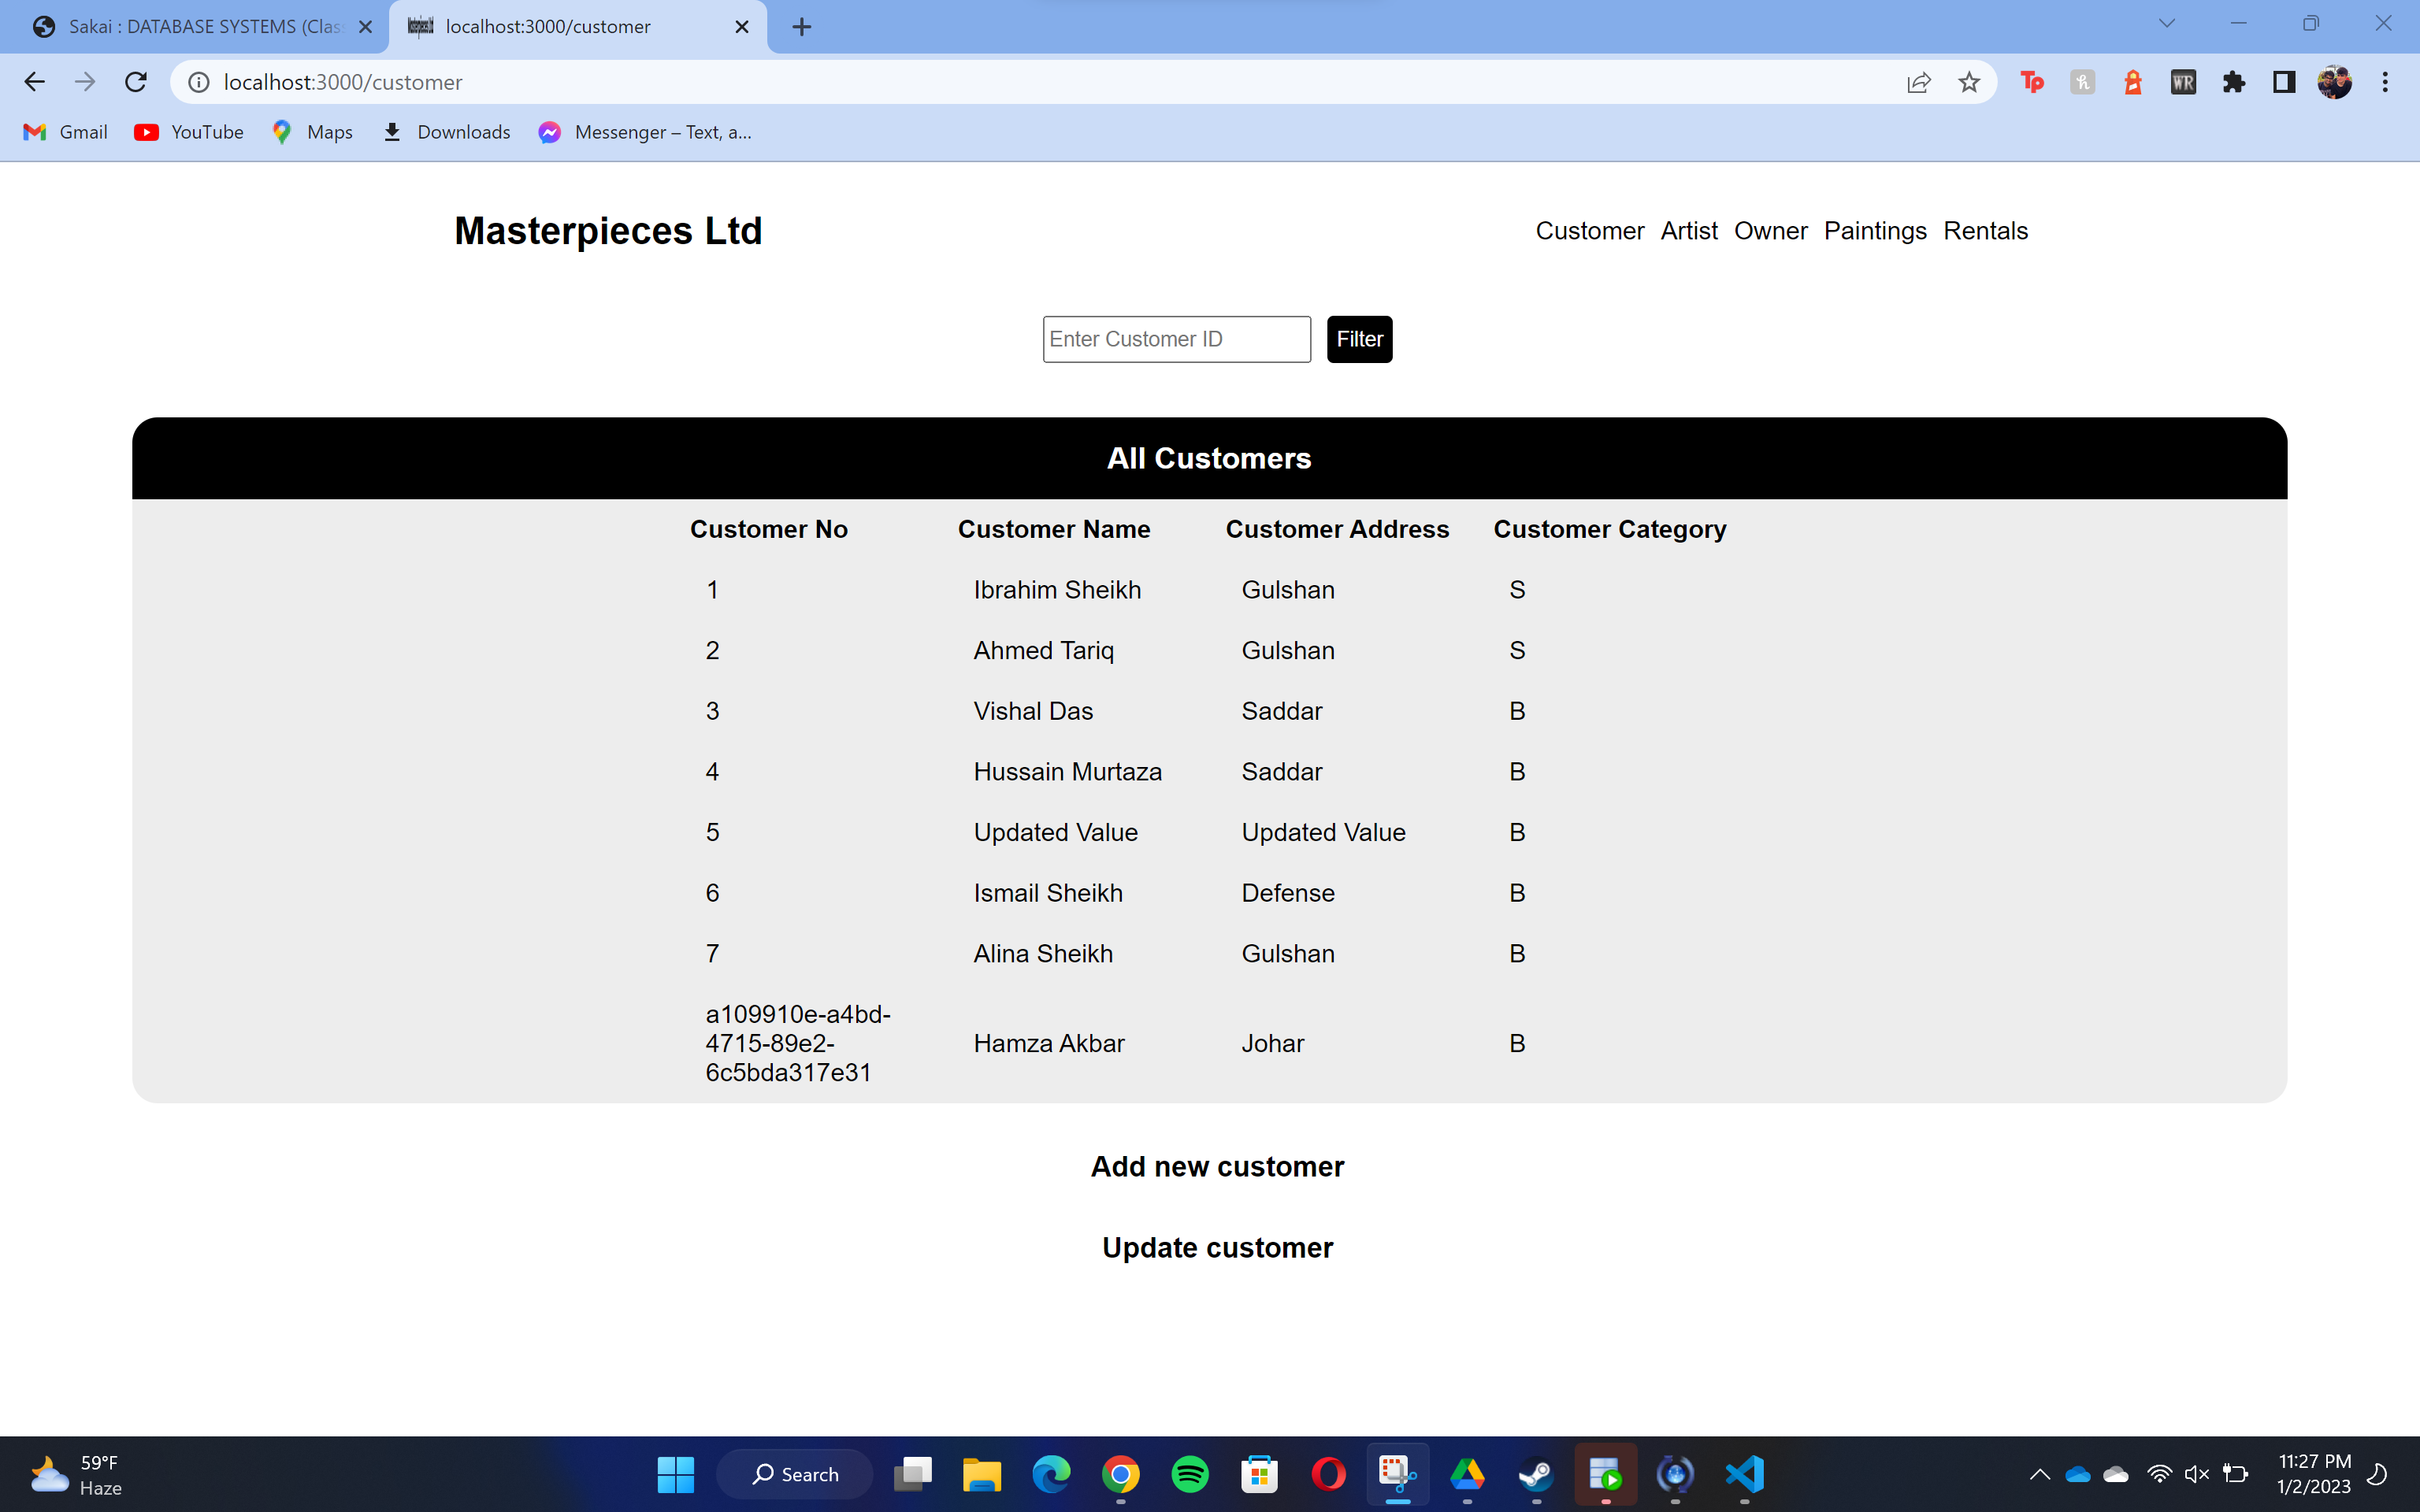 Sakai : DATABASE SYSTEMS (Clas
localhost:3000/customer
localhost:3000/customer
Gmail YouTube Maps Downloads Messenger – Text, a...
Masterpieces Ltd
Customer Artist Owner Paintings Rentals
Enter Customer ID Filter
All Customers
Customer No Customer Name Customer Address Customer Category
1 Ibrahim Sheikh Gulshan S
2 Ahmed Tariq Gulshan S
3 Vishal Das Saddar B
4 Hussain Murtaza Saddar B
5 Updated Value Updated Value B
6 Ismail Sheikh Defense B
7 Alina Sheikh Gulshan B
a109910e-a4bd-
4715-89e2-
6c5bda317e31
Hamza Akbar Johar B
Add new customer
Update customer
59°F
Haze
Search
11:27 PM
1/2/2023